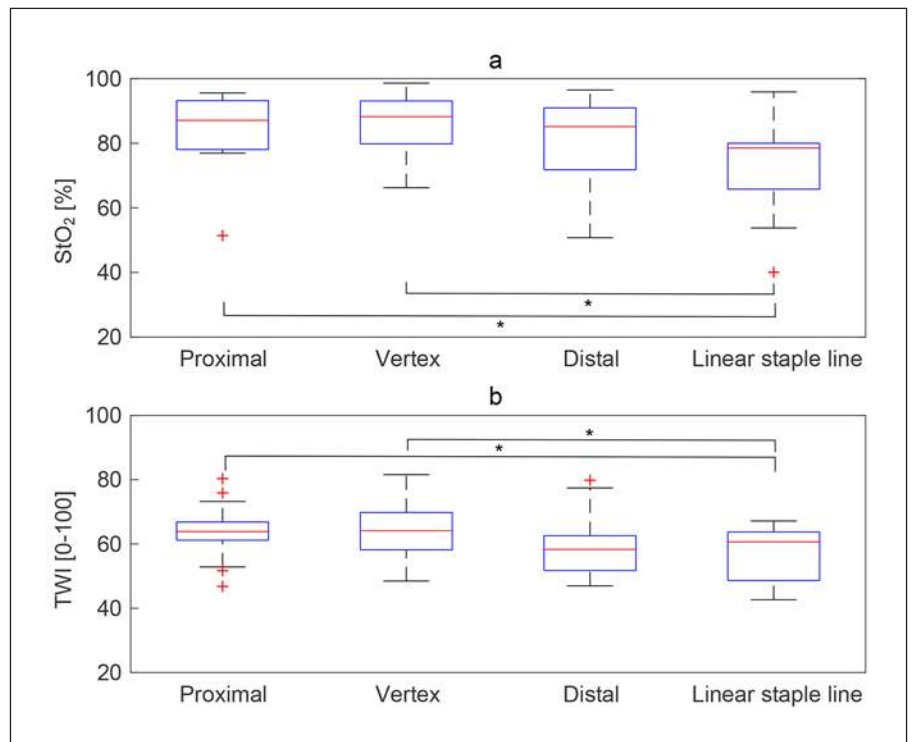 a
100
80
60
40
20
StO₂ [%]
*
*
Proximal Vertex Distal Linear staple line
b
100
80
60
40
20
TWI [0-100]
*
*
Proximal Vertex Distal Linear staple line